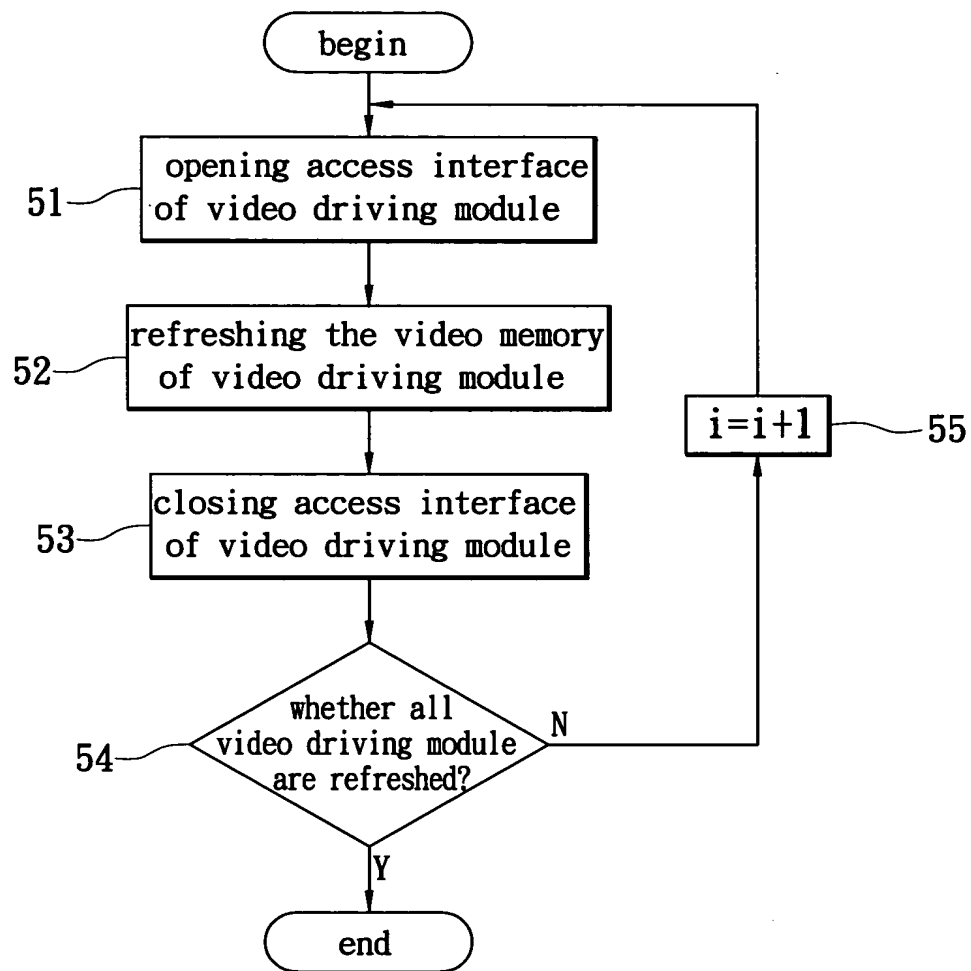 begin
opening access interface
of video driving module
51
refreshing the video memory
of video driving module
52
i=i+1
55
closing access interface
of video driving module
53
whether all
video driving module
are refreshed?
54
N
Y
end